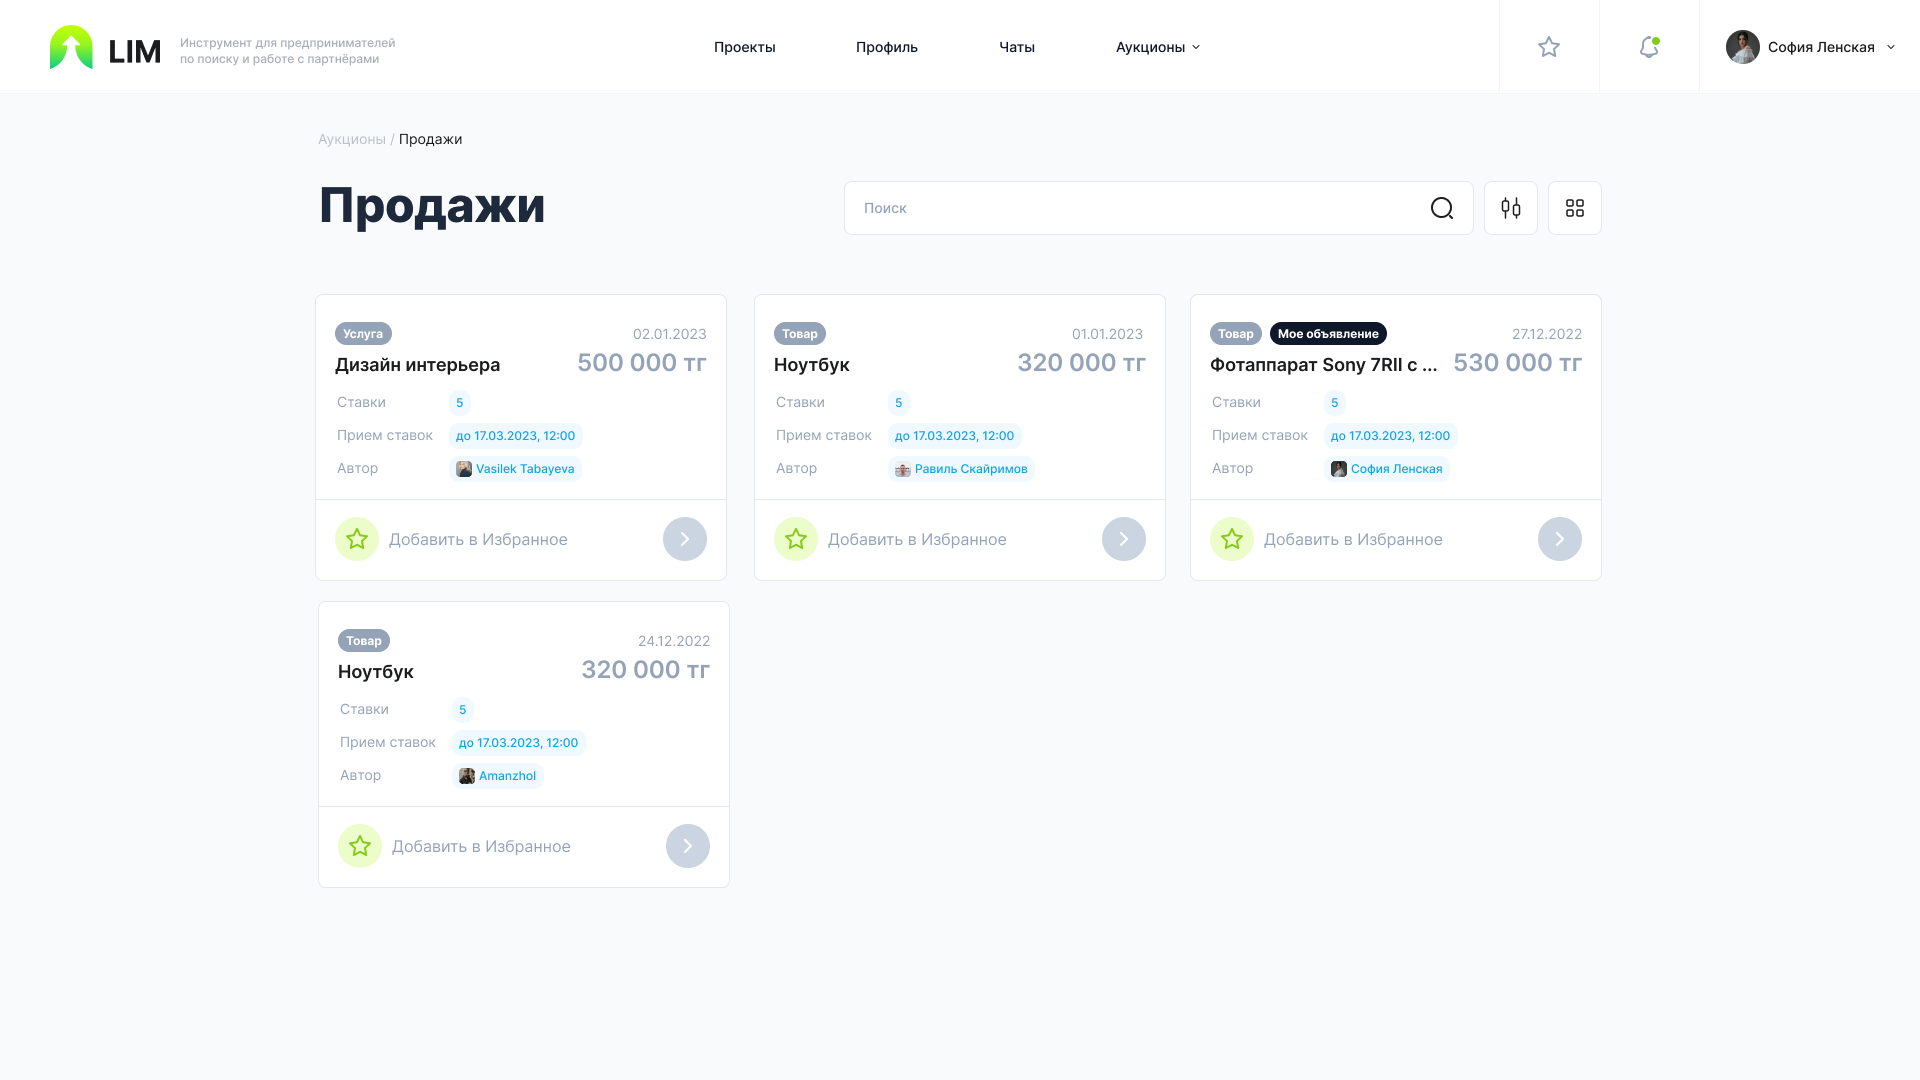 LIM
Инструмент для предпринимателей
по поиску и работе с партнёрами
Проекты
Профиль
Чаты
Аукционы
София Ленская
Аукционы / Продажи
Продажи
Поиск
Услуга
02.01.2023
Дизайн интерьера
500 000 тг
Ставки
5
Прием ставок
до 17.03.2023, 12:00
Автор
Vasilek Tabayeva
Добавить в Избранное
Товар
01.01.2023
Ноутбук
320 000 тг
Ставки
5
Прием ставок
до 17.03.2023, 12:00
Автор
Равиль Скайримов
Добавить в Избранное
Товар
Мое объявление
27.12.2022
Фотаппарат Sony 7RII с ...
530 000 тг
Ставки
5
Прием ставок
до 17.03.2023, 12:00
Автор
София Ленская
Добавить в Избранное
Товар
24.12.2022
Ноутбук
320 000 тг
Ставки
5
Прием ставок
до 17.03.2023, 12:00
Автор
Amanzhol
Добавить в Избранное